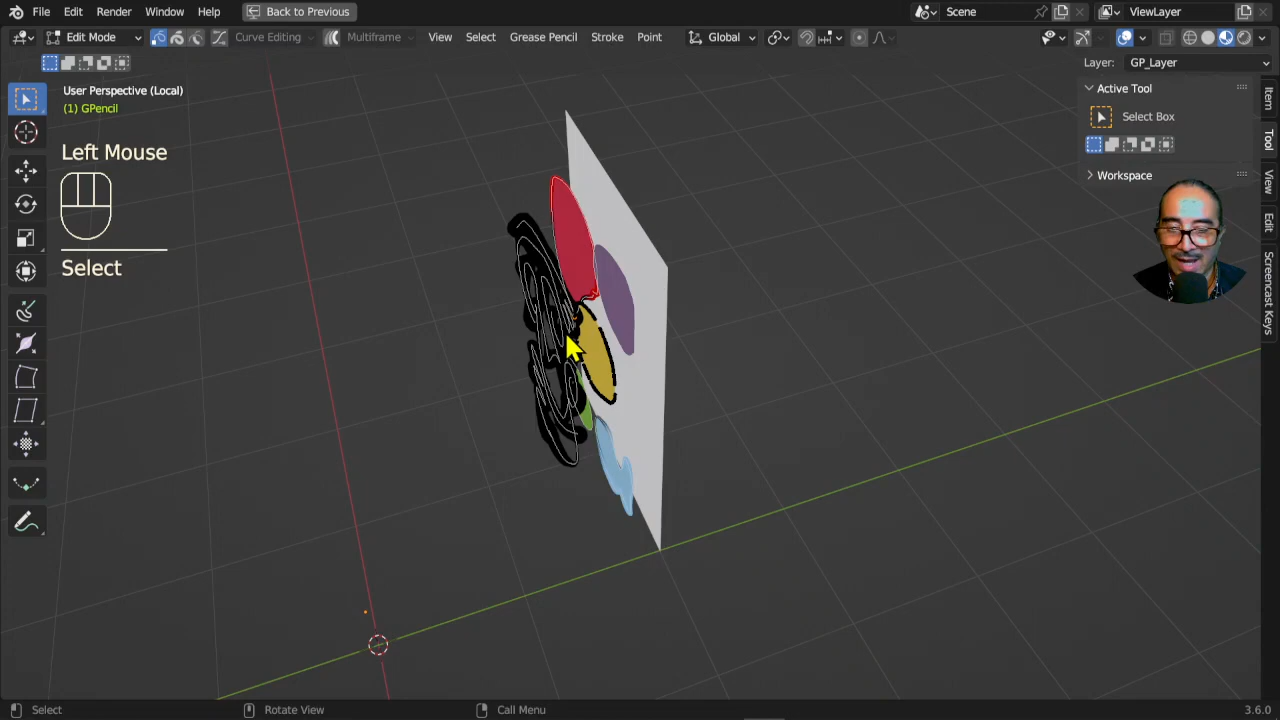 File Edit Render Window Help Back to Previous Scene ViewLayer
Edit Mode Curve Editing Multiframe View Select Grease Pencil Stroke Point Global
Layer: GP_Layer
User Perspective (Local)
(1) GPencil
Left Mouse
Select
Active Tool
Select Box
Workspace
Item
Tool
View
Edit
Screencast Keys
Select Rotate View Call Menu 3.6.0